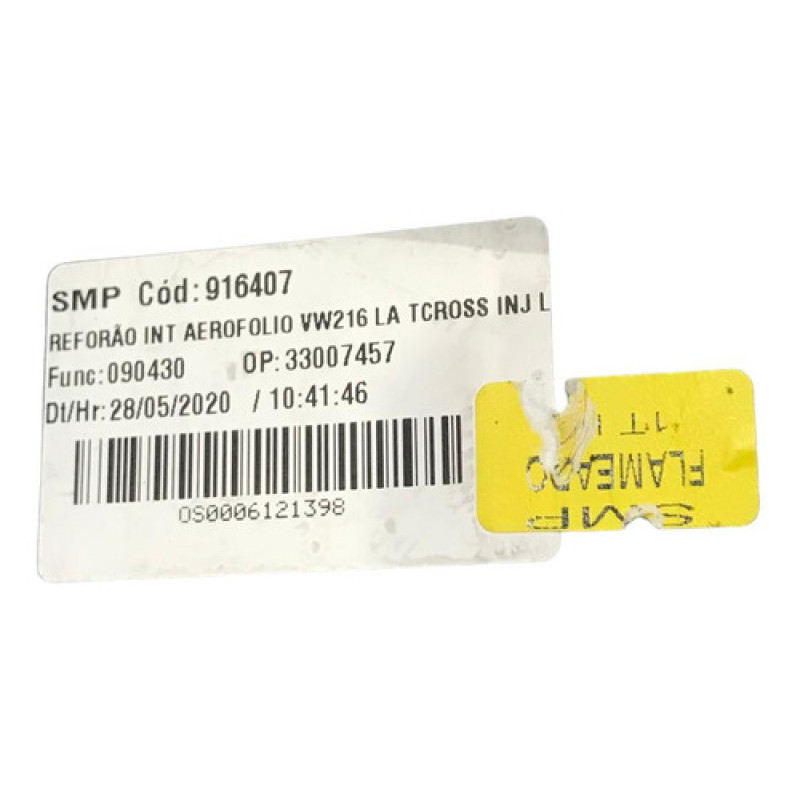 SMP Cód: 916407
REFORÃO INT AEROFOLIO VW216 LA TCROSS INJ L
Func: 090430 OP: 33007457
Dt/Hr: 28/05/2020 / 10:41:46
OS0006121398
SMP
FLAMEADO
1T